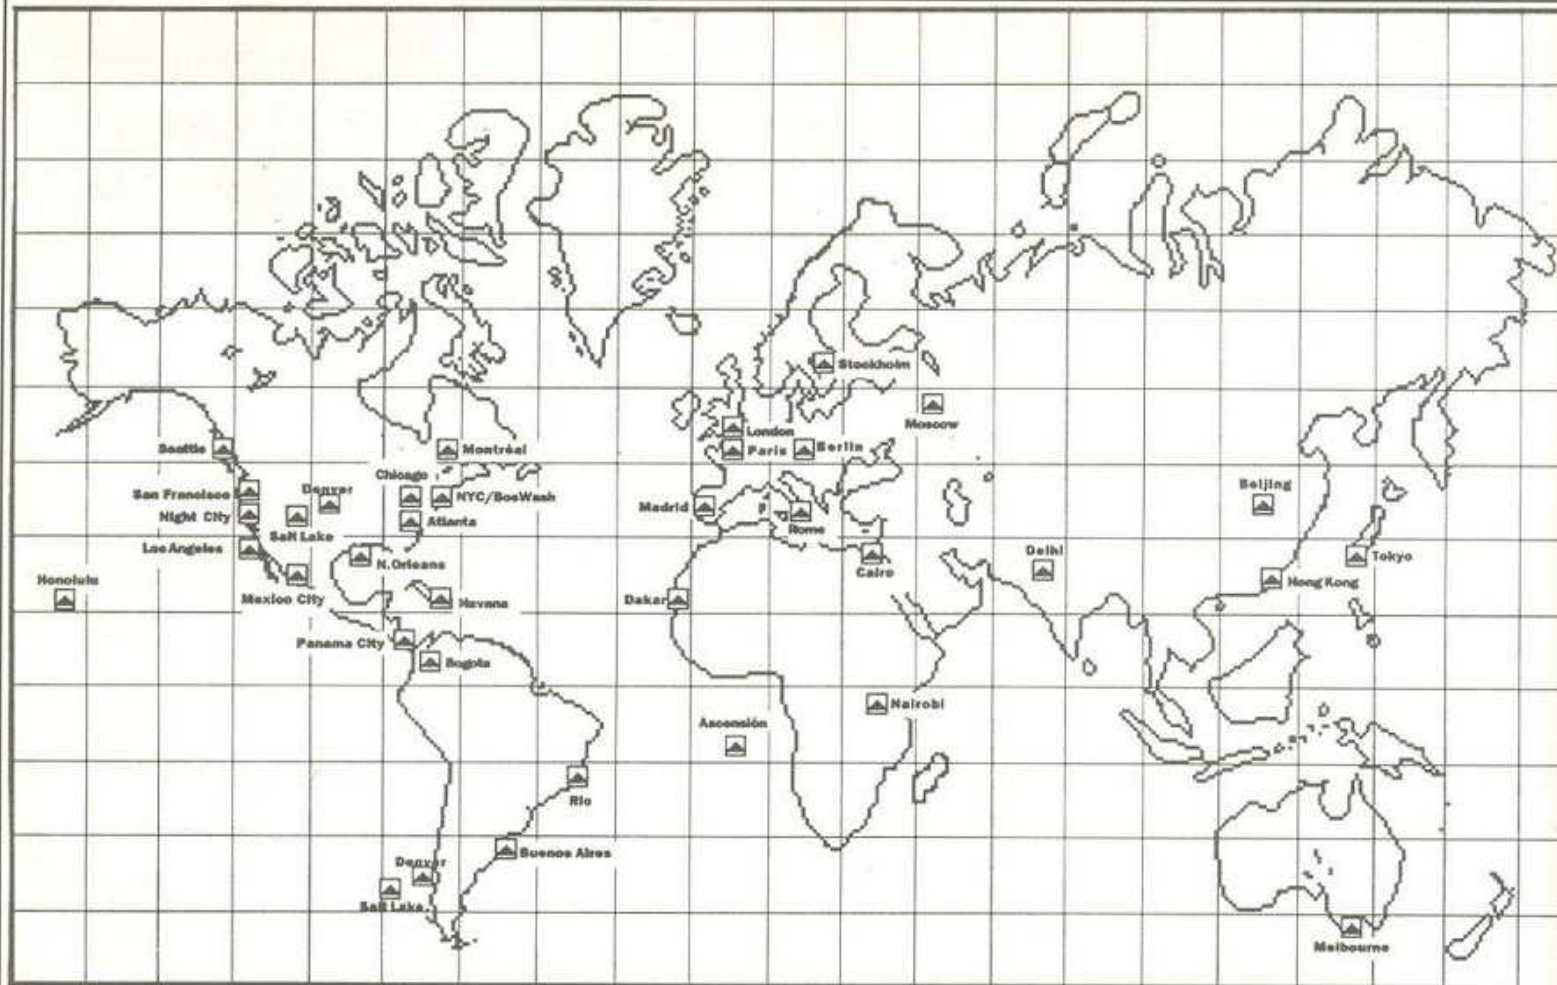 Stockholm
Moscow
London
Seattle
Montréal
Paris
Berlin
Chicago
San Francisco
Denver
NYC/BosWash
Madrid
Beijing
Night City
Salt Lake
Atlanta
Rome
Los Angeles
N.Orleans
Cairo
Delhi
Tokyo
Honolulu
Mexico City
Havana
Dakar
Hong Kong
Panama City
Bogota
Nairobi
Ascensión
Rio
Buenos Aires
Denver
Salt Lake
Melbourne